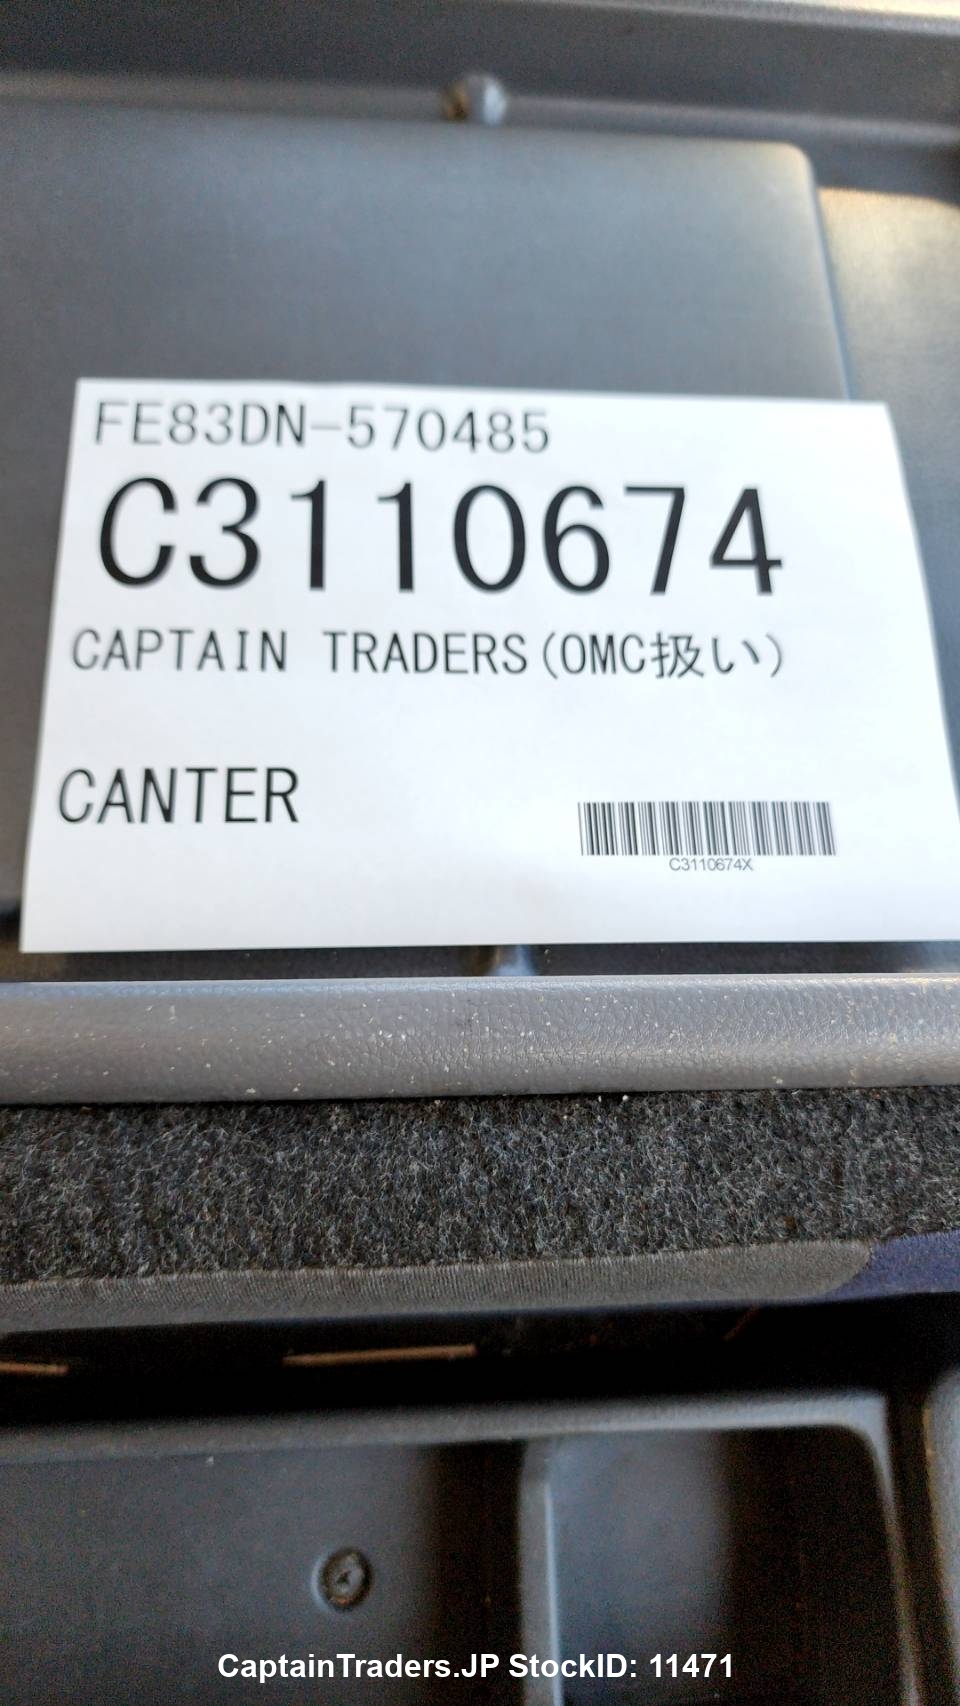 FE83DN-570485
C3110674
CAPTAIN TRADERS(OMC扱い)
CANTER
C3110674X
CaptainTraders.JP StockID: 11471